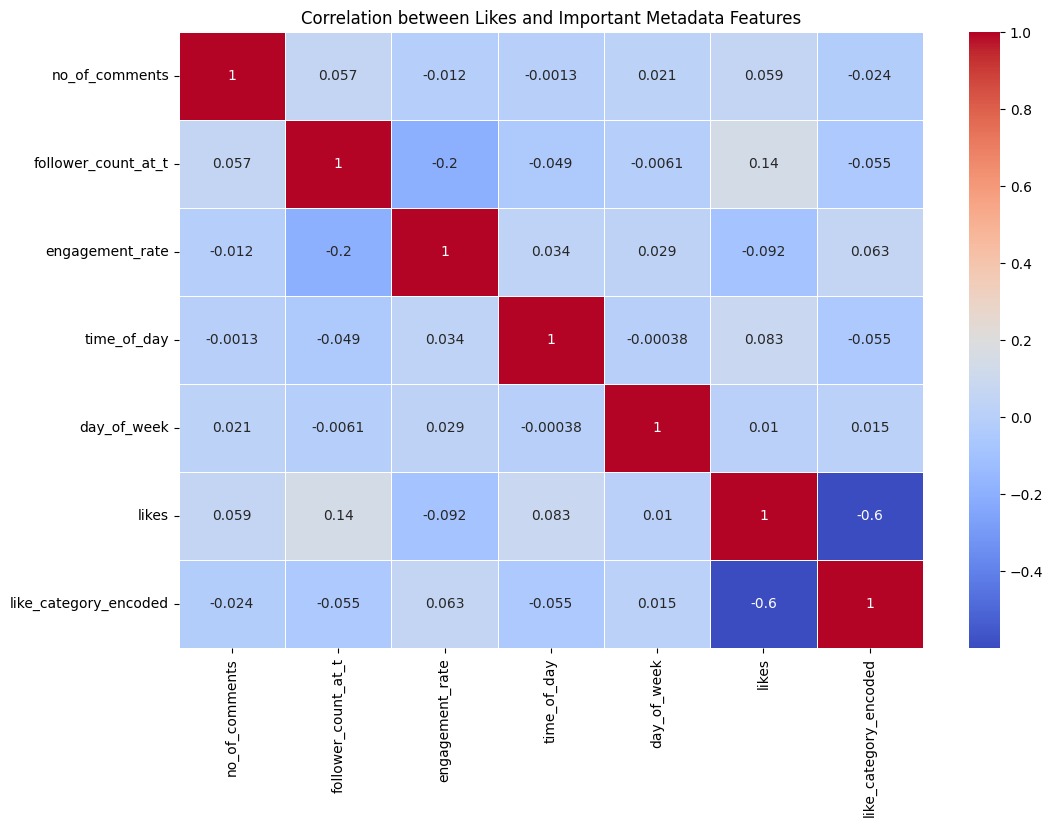 Correlation between Likes and Important Metadata Features
no_of_comments 1 0.057 -0.012 -0.0013 0.021 0.059 -0.024
follower_count_at_t 0.057 1 -0.2 -0.049 -0.0061 0.14 -0.055
engagement_rate -0.012 -0.2 1 0.034 0.029 -0.092 0.063
time_of_day -0.0013 -0.049 0.034 1 -0.00038 0.083 -0.055
day_of_week 0.021 -0.0061 0.029 -0.00038 1 0.01 0.015
likes 0.059 0.14 -0.092 0.083 0.01 1 -0.6
like_category_encoded -0.024 -0.055 0.063 -0.055 0.015 -0.6 1
no_of_comments
follower_count_at_t
engagement_rate
time_of_day
day_of_week
likes
like_category_encoded
1.0
0.8
0.6
0.4
0.2
0.0
−0.2
−0.4